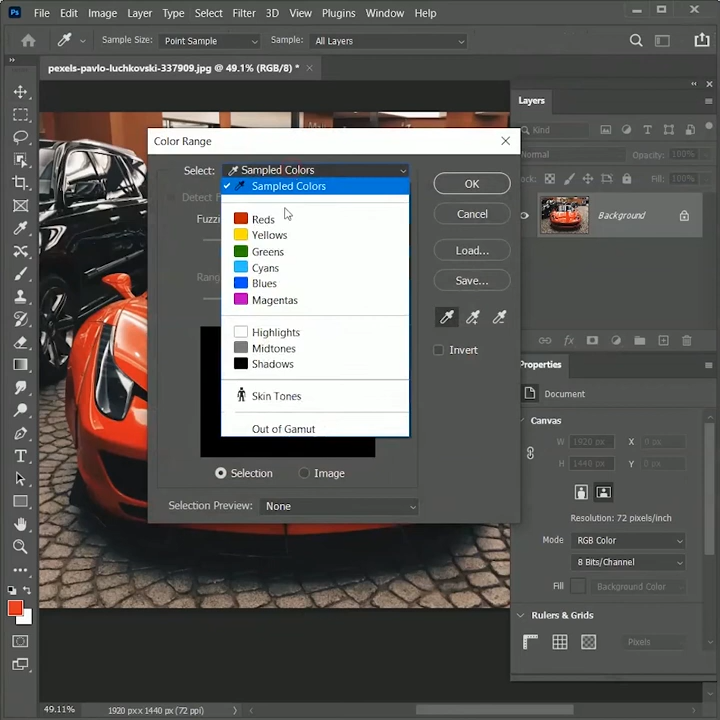 Ps File Edit Image Layer Type Select Filter 3D View Plugins Window Help
Sample Size: Point Sample Sample: All Layers
pexels-pavlo-luchkovski-337909.jpg @ 49.1% (RGB/8) *
Layers
Kind
Normal Opacity: 100%
100%
Background
Color Range
Select: Sampled Colors
Sampled Colors
Detect F
Fuzzi
Reds
Yellows
Greens
Cyans
Rang
Blues
Magentas
Highlights
Midtones
Shadows
Skin Tones
Out of Gamut
OK
Cancel
Load...
Save...
Invert
Selection Image
Selection Preview: None
Properties
Document
Canvas
W 1920 px X 0 px
H 1440 px Y 0 px
Resolution: 72 pixels/inch
Mode RGB Color
8 Bits/Channel
Fill Background Color
Rulers & Grids
Pixels
49.11% 1920 px x 1440 px (72 ppi)